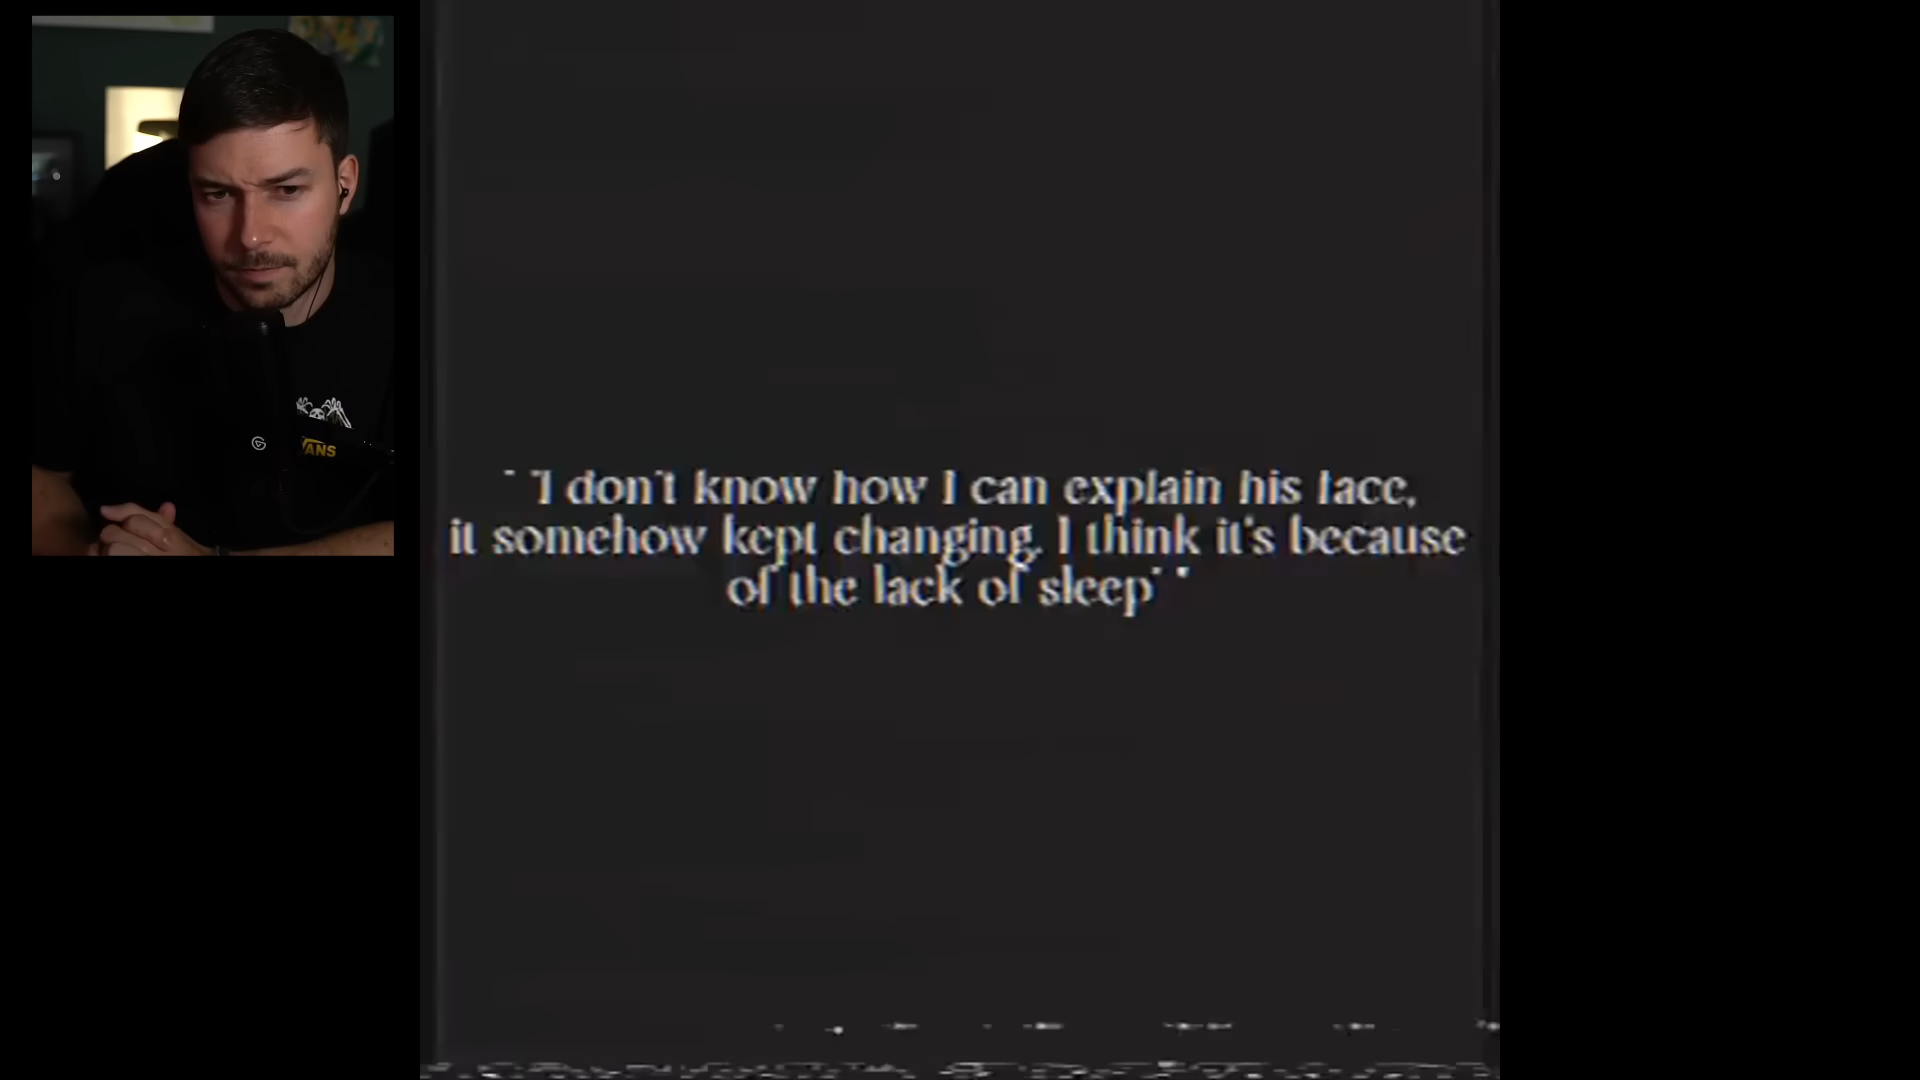 "I don't know how I can explain his face,
it somehow kept changing. I think it's because
of the lack of sleep"
VANS